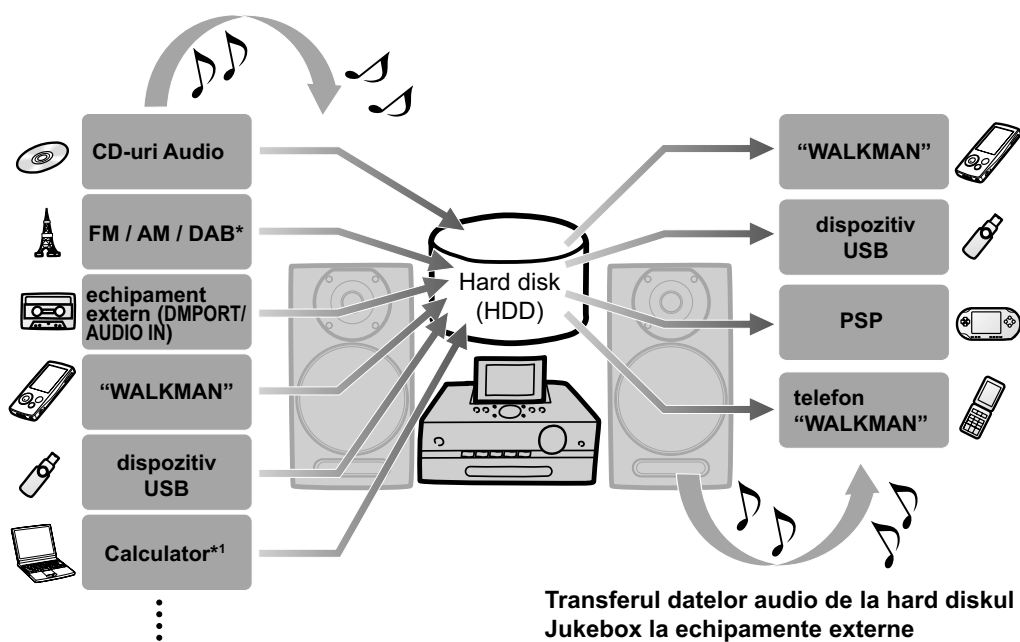 CD-uri Audio
FM / AM / DAB*
echipament
extern (DMPORT/
AUDIO IN)
“WALKMAN”
dispozitiv
USB
Calculator*1
Hard disk
(HDD)
“WALKMAN”
dispozitiv
USB
PSP
telefon
“WALKMAN”
Transferul datelor audio de la hard diskul
Jukebox la echipamente externe